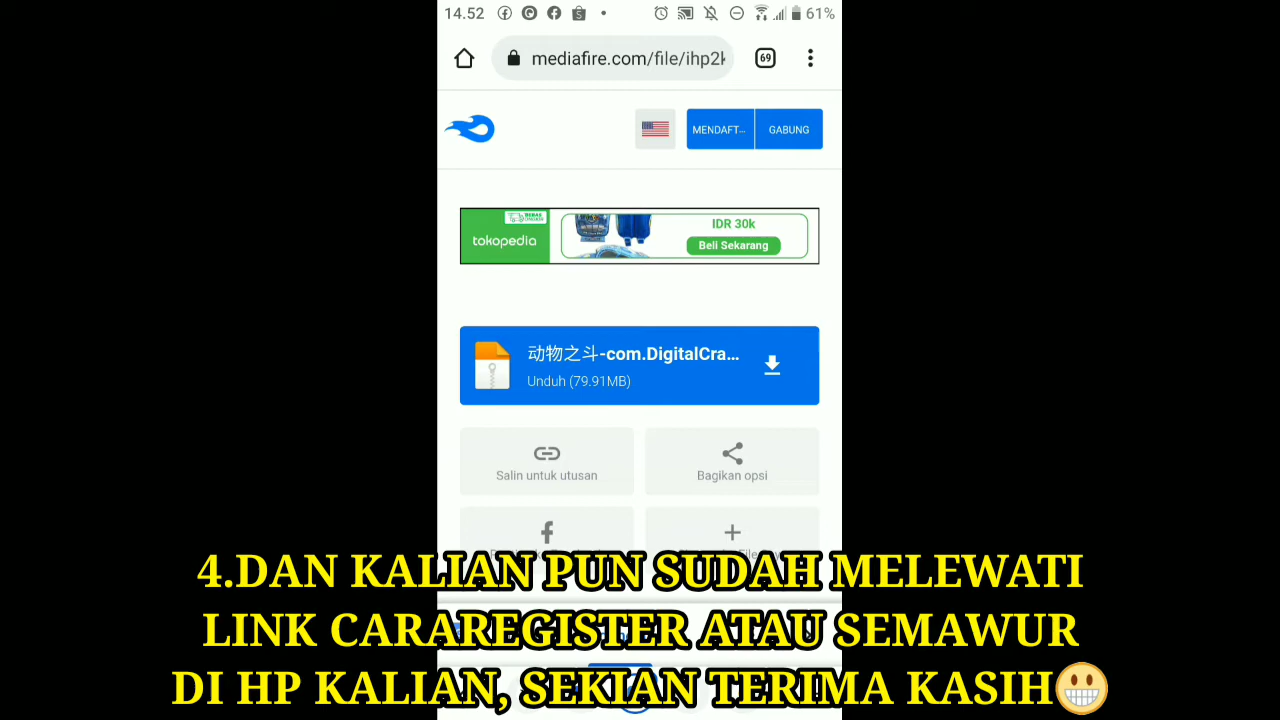 14.52
61%
mediafire.com/file/ihp2k
69
MENDAFT...
GABUNG
BEBAS
tokopedia
IDR 30k
Beli Sekarang
动物之斗-com.DigitalCra...
Unduh (79.91MB)
Salin untuk utusan
Bagikan opsi
4.DAN KALIAN PUN SUDAH MELEWATI
LINK CARAREGISTER ATAU SEMAWUR
DI HP KALIAN, SEKIAN TERIMA KASIH😬